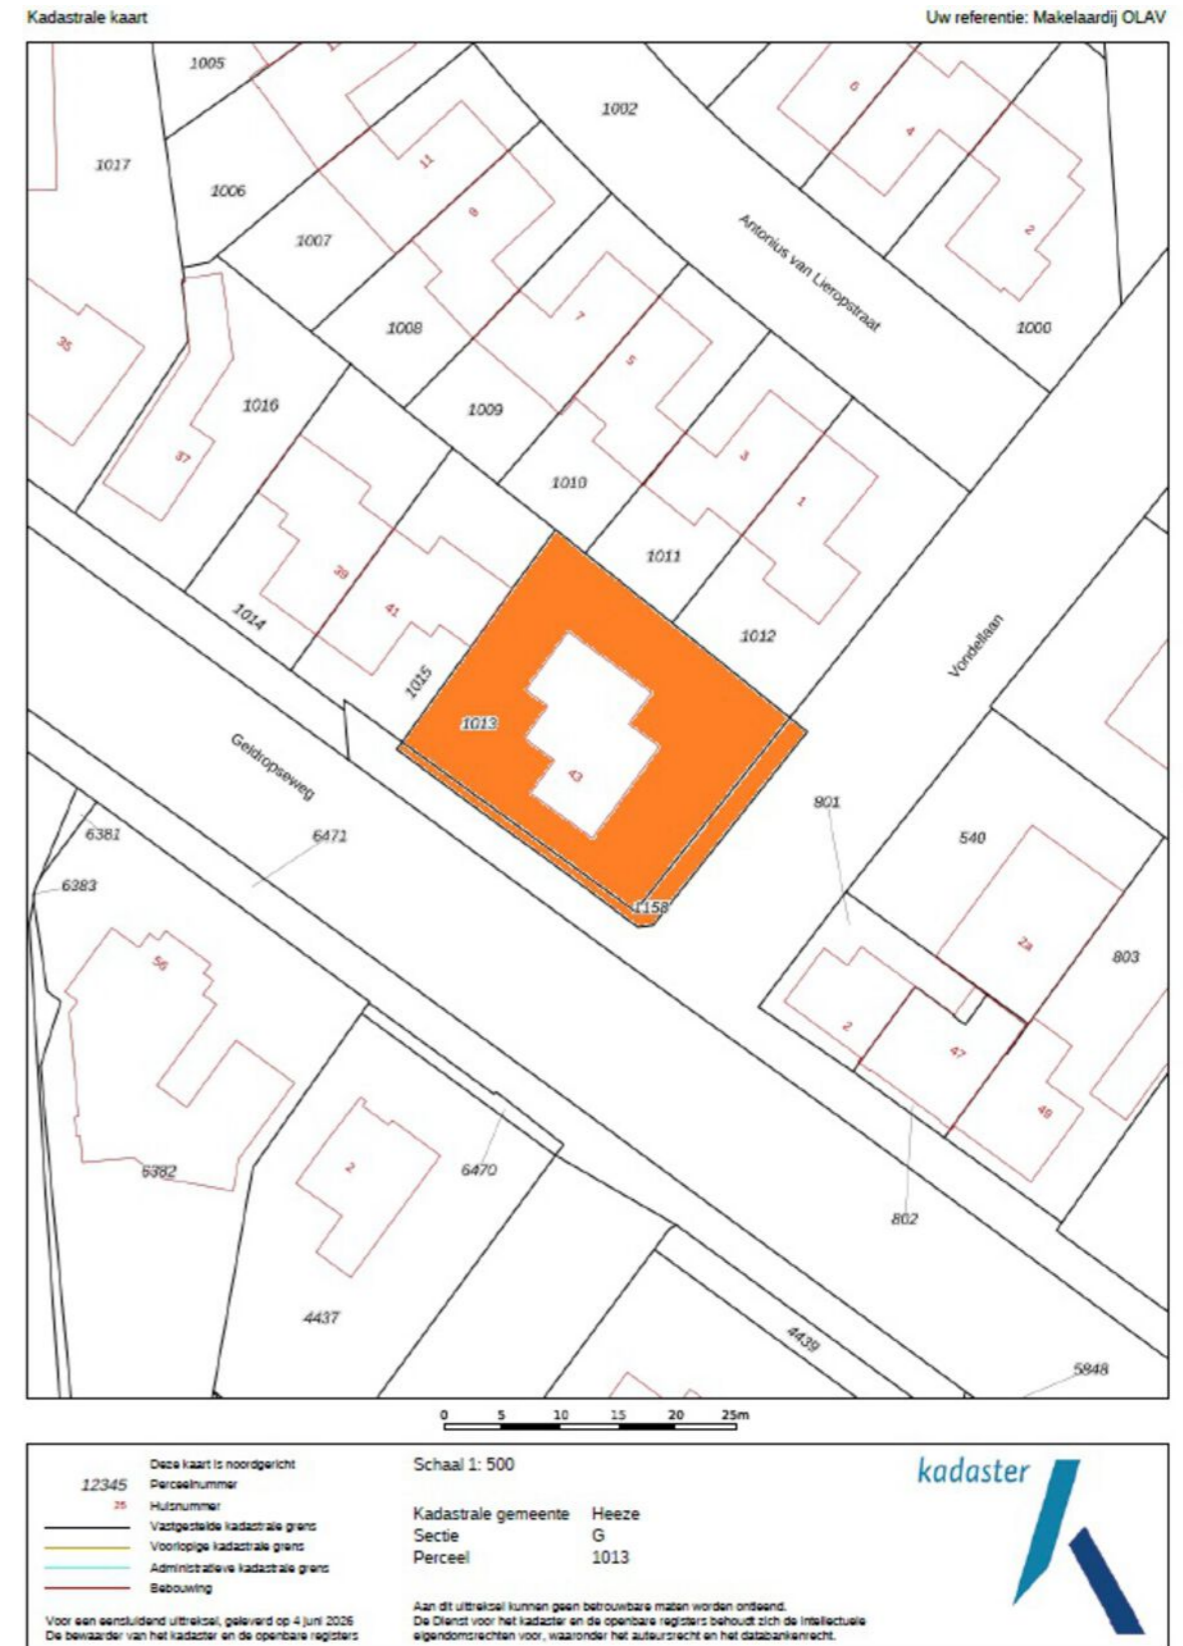 Kadastrale kaart
Uw referentie: Makelaardij OLAV
1005
1002
6
4
1017
11
1006
9
2
1007
Antonius van Lieropstraat
7
1008
1000
35
5
1016
1009
37
3
1010
1
1011
39
41
1014
1012
Vondellaan
1015
1013
Geldropseweg
43
801
6381
6471
540
6383
1158
2a
803
56
2
47
49
6382
2
6470
802
4437
4439
5848
0 5 10 15 20 25m
Deze kaart is noordgericht
12345 Perceelnummer
25 Huisnummer
Vastgestelde kadastrale grens
Voorlopige kadastrale grens
Administratieve kadastrale grens
Bebouwing
Voor een eensluidend uittreksel, geleverd op 4 juni 2026
De bewaarder van het kadaster en de openbare registers
Schaal 1: 500
Kadastrale gemeente Heeze
Sectie G
Perceel 1013
Aan dit uittreksel kunnen geen betrouwbare maten worden ontleend.
De Dienst voor het kadaster en de openbare registers behoudt zich de intellectuele
eigendomsrechten voor, waaronder het auteursrecht en het databankenrecht.
kadaster